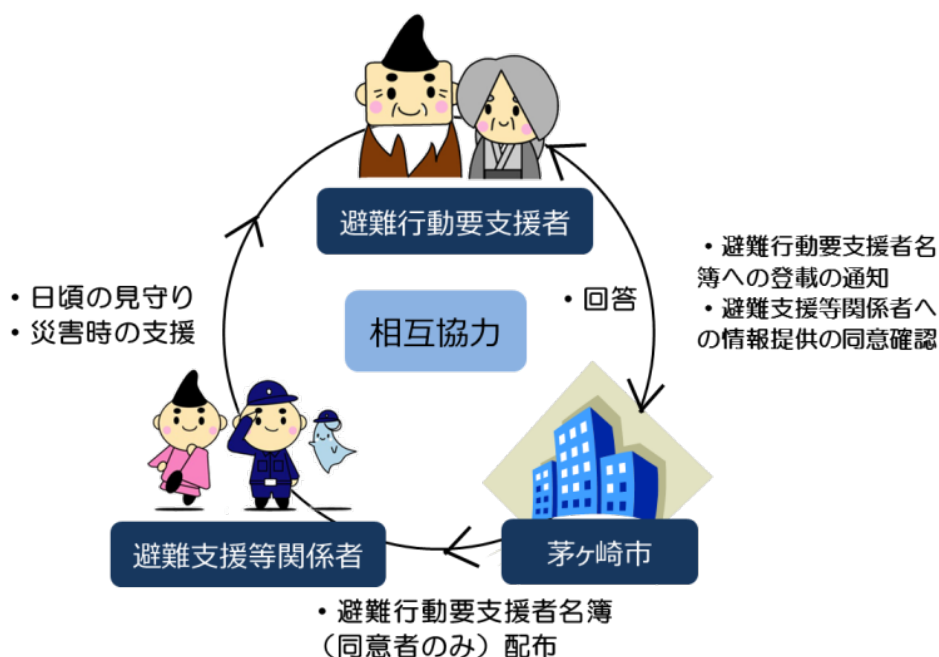 避難行動要支援者
・避難行動要支援者名
簿への登載の通知
・避難支援等関係者へ
の情報提供の同意確認
・日頃の見守り
・災害時の支援
・回答
相互協力
避難支援等関係者
茅ヶ崎市
・避難行動要支援者名簿
（同意者のみ）配布